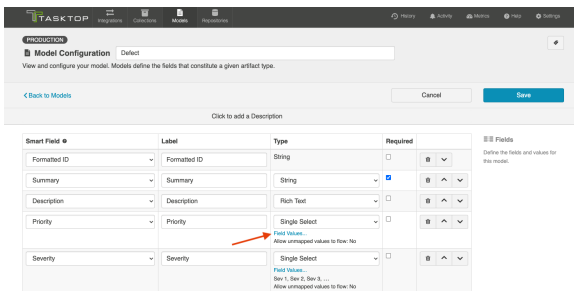 TASKTOP
Integrations Collections Models Repositories
History Activity Metrics Help Settings
PRODUCTION
Model Configuration Defect
View and configure your model. Models define the fields that constitute a given artifact type.
Back to Models Cancel Save
Click to add a Description
Smart Field Label Type Required
Fields
Define the fields and values for
this model.
Formatted ID Formatted ID String
Summary Summary String
Description Description Rich Text
Priority Priority Single Select
Field Values...
Allow unmapped values to flow: No
Severity Severity Single Select
Field Values...
Sev 1, Sev 2, Sev 3, ...
Allow unmapped values to flow: No